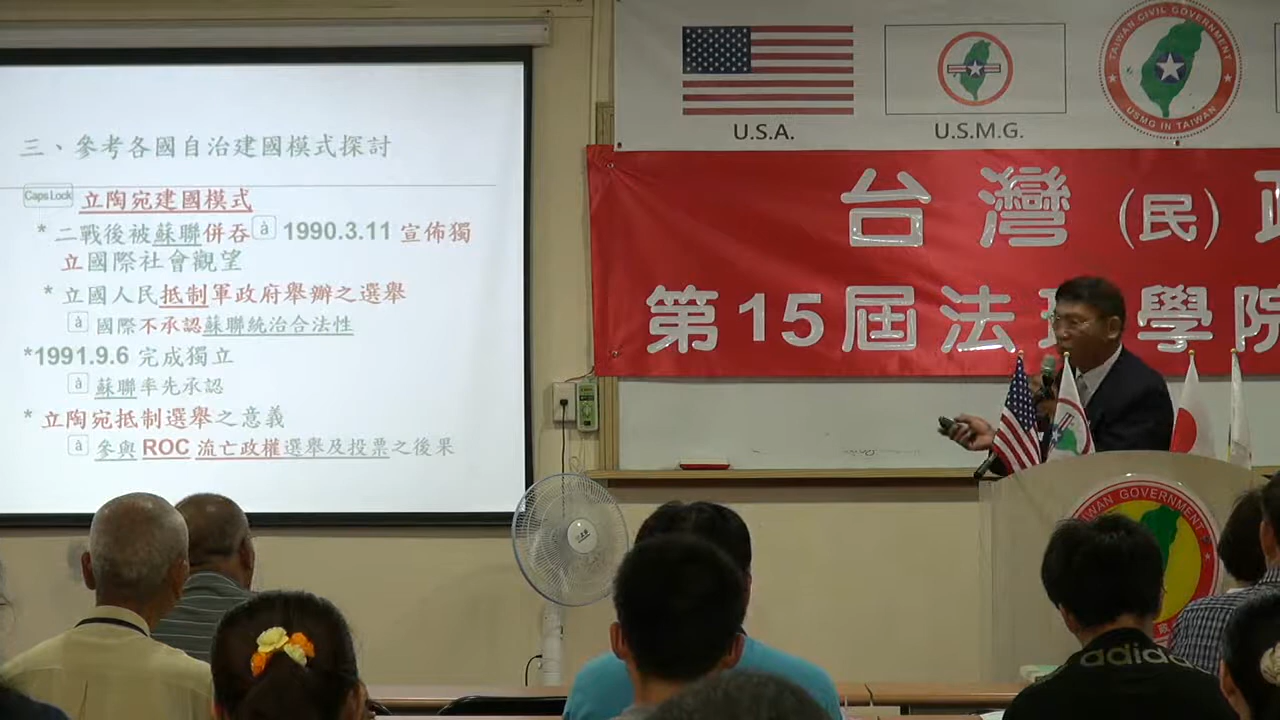 三、參考各國自治建國模式探討
Caps Lock 立陶宛建國模式
* 二戰後被蘇聯併吞 à 1990.3.11 宣佈獨
立國際社會觀望
* 立國人民抵制軍政府舉辦之選舉
à 國際不承認蘇聯統治合法性
*1991.9.6 完成獨立
à 蘇聯率先承認
* 立陶宛抵制選舉之意義
à 參與 ROC 流亡政權選舉及投票之後果
U.S.A.
U.S.M.G.
TAIWAN CIVIL GOVERNMENT
USMG IN TAIWAN
台灣(民)
第15屆法 學院
WAN GOVERNMENT
adidas